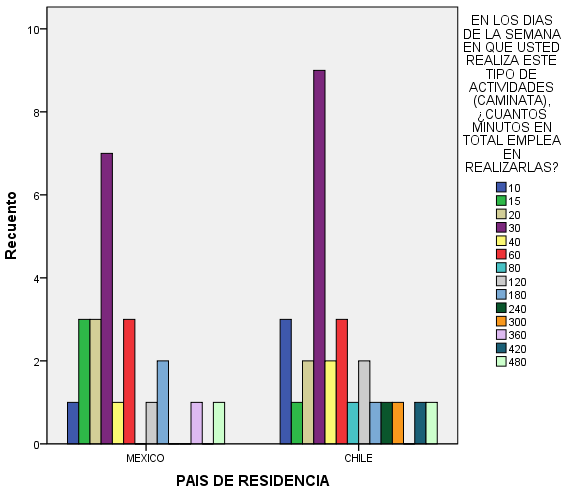 EN LOS DIAS
DE LA SEMANA
EN QUE USTED
REALIZA ESTE
TIPO DE
ACTIVIDADES
(CAMINATA),
¿CUANTOS
MINUTOS EN
TOTAL EMPLEA
EN
REALIZARLAS?
10
15
20
30
40
60
80
120
180
240
300
360
420
480
Recuento
10
8
6
4
2
0
MEXICO
CHILE
PAIS DE RESIDENCIA